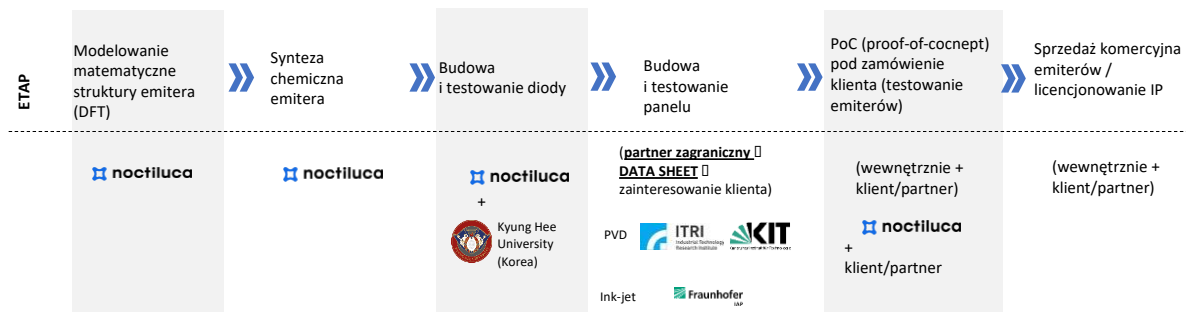 ETAP
Modelowanie
matematyczne
struktury emitera
(DFT)
Synteza
chemiczna
emitera
Budowa
i testowanie diody
Budowa
i testowanie
panelu
PoC (proof-of-cocnept)
pod zamówienie
klienta (testowanie
emiterów)
Sprzedaż komercyjna
emiterów /
licencjonowanie IP
noctiluca
noctiluca
noctiluca
+
Kyung Hee
University
(Korea)
(partner zagraniczny
DATA SHEET
zainteresowanie klienta)
PVD
ITRI
Industrial Technology
Research Institute
KIT
Ink-jet
Fraunhofer
IAP
(wewnętrznie +
klient/partner)
noctiluca
+
klient/partner
(wewnętrznie +
klient/partner)